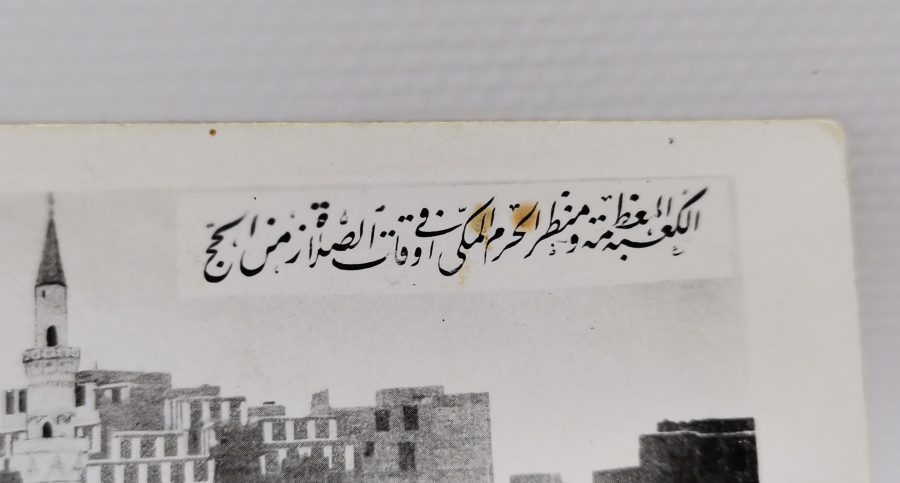 الكعبة المعظمة ومنظر الحرم المكي في اوقات الصلاة زمن الحج